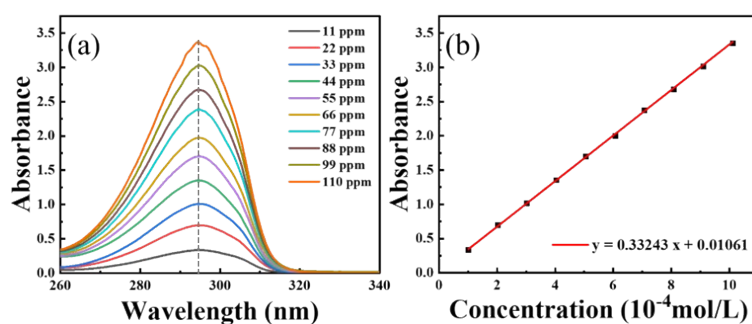 (a)
Absorbance
3.5
3.0
2.5
2.0
1.5
1.0
0.5
0.0
260
280
300
320
340
Wavelength (nm)
11 ppm
22 ppm
33 ppm
44 ppm
55 ppm
66 ppm
77 ppm
88 ppm
99 ppm
110 ppm
(b)
Absorbance
3.5
3.0
2.5
2.0
1.5
1.0
0.5
0.0
0
2
4
6
8
10
Concentration (10⁻⁴mol/L)
y = 0.33243 x + 0.01061